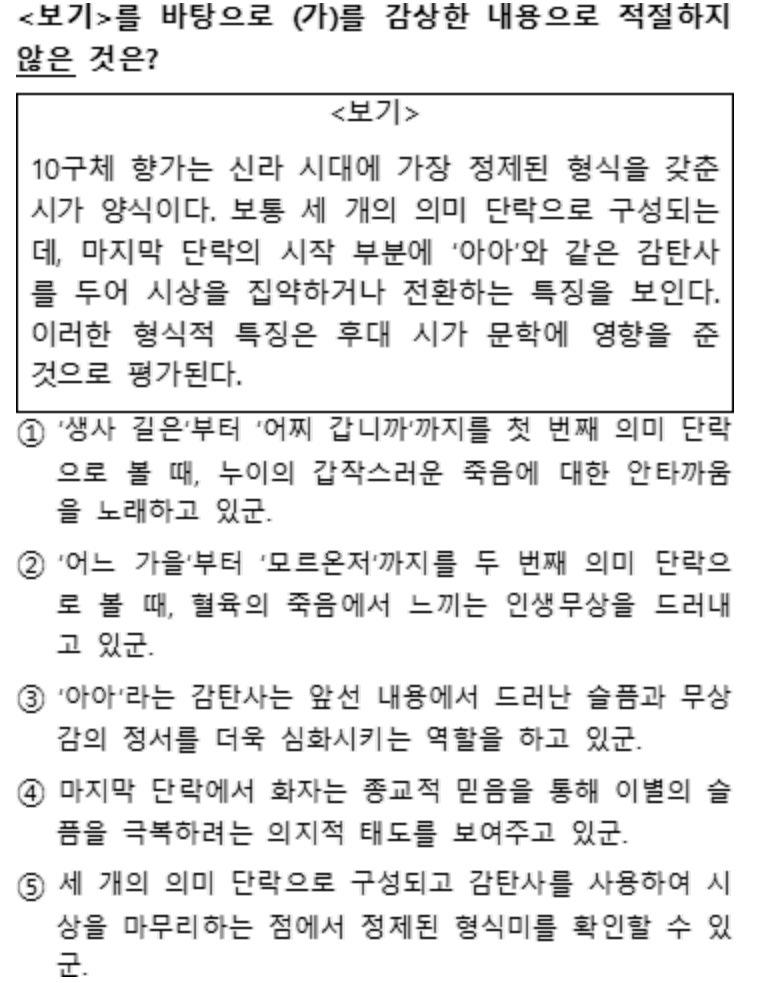 <보기>를 바탕으로 (가)를 감상한 내용으로 적절하지
않은 것은?
<보기>
10구체 향가는 신라 시대에 가장 정제된 형식을 갖춘
시가 양식이다. 보통 세 개의 의미 단락으로 구성되는
데, 마지막 단락의 시작 부분에 '아아'와 같은 감탄사
를 두어 시상을 집약하거나 전환하는 특징을 보인다.
이러한 형식적 특징은 후대 시가 문학에 영향을 준
것으로 평가된다.
① '생사 길은'부터 '어찌 갑니까'까지를 첫 번째 의미 단락
으로 볼 때, 누이의 갑작스러운 죽음에 대한 안타까움
을 노래하고 있군.
② '어느 가을'부터 '모르온저'까지를 두 번째 의미 단락으
로 볼 때, 혈육의 죽음에서 느끼는 인생무상을 드러내
고 있군.
③ '아아'라는 감탄사는 앞선 내용에서 드러난 슬픔과 무상
감의 정서를 더욱 심화시키는 역할을 하고 있군.
④ 마지막 단락에서 화자는 종교적 믿음을 통해 이별의 슬
픔을 극복하려는 의지적 태도를 보여주고 있군.
⑤ 세 개의 의미 단락으로 구성되고 감탄사를 사용하여 시
상을 마무리하는 점에서 정제된 형식미를 확인할 수 있
군.